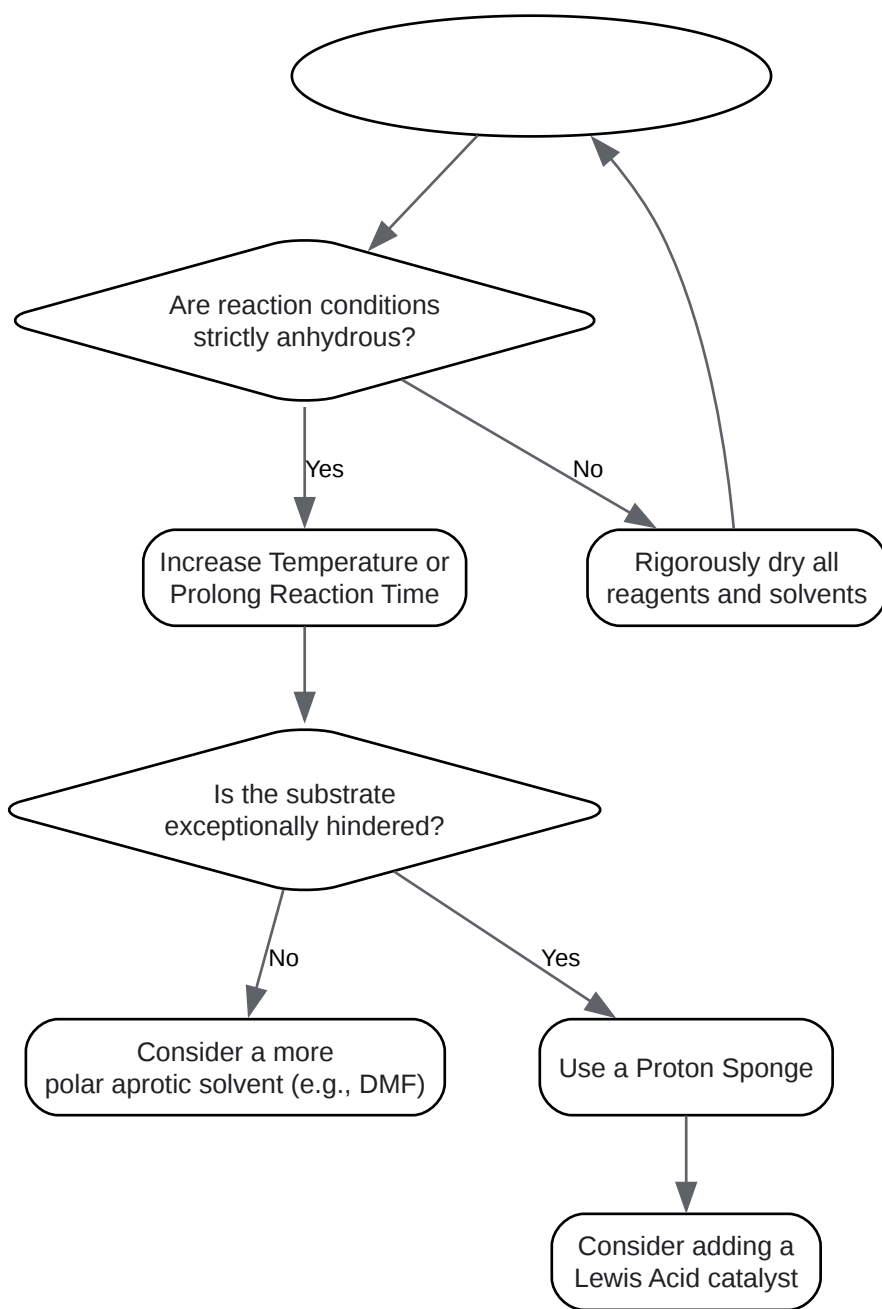 Are reaction conditions
strictly anhydrous?
Yes
No
Increase Temperature or
Prolong Reaction Time
Rigorously dry all
reagents and solvents
Is the substrate
exceptionally hindered?
No
Yes
Consider a more
polar aprotic solvent (e.g., DMF)
Use a Proton Sponge
Consider adding a
Lewis Acid catalyst